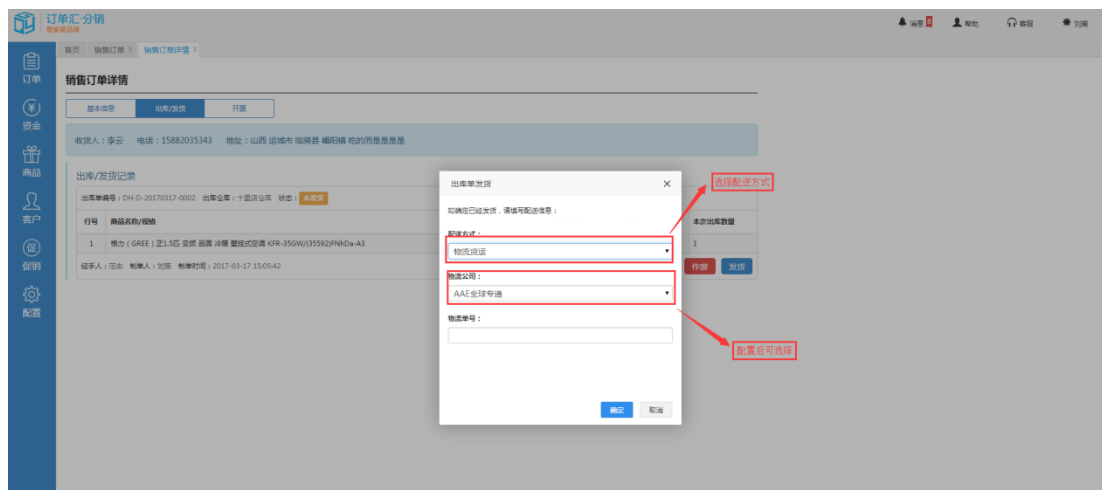 订单汇·分销
管家婆品牌
消息 8 帮助 客服 刘策
首页 销售订单 X 销售订单详情 X
订单
资金
商品
客户
促
促销
配置
销售订单详情
基本信息 出库/发货 开票
收货人：李云 电话：15882035343 地址：山西 运城市 临猗县 嵋阳镇 吃的而是是是是
出库/发货记录
出库单编号：DH-D-20170317-0002 出库仓库：十里店仓库 状态：未发货
行号 商品名称/规格 本次出库数量
1 格力（GREE）正1.5匹 变频 品圆 冷暖 壁挂式空调 KFR-35GW/(35592)FNhDa-A3 1
经手人：范志 制单人：刘策 制单时间：2017-03-17 15:05:42
作废 发货
出库单发货 ×
如确定已经发货，请填写配送信息：
配送方式：
物流货运
物流公司：
AAE全球专递
物流单号：
确定 取消
选择配送方式
配置后可选择